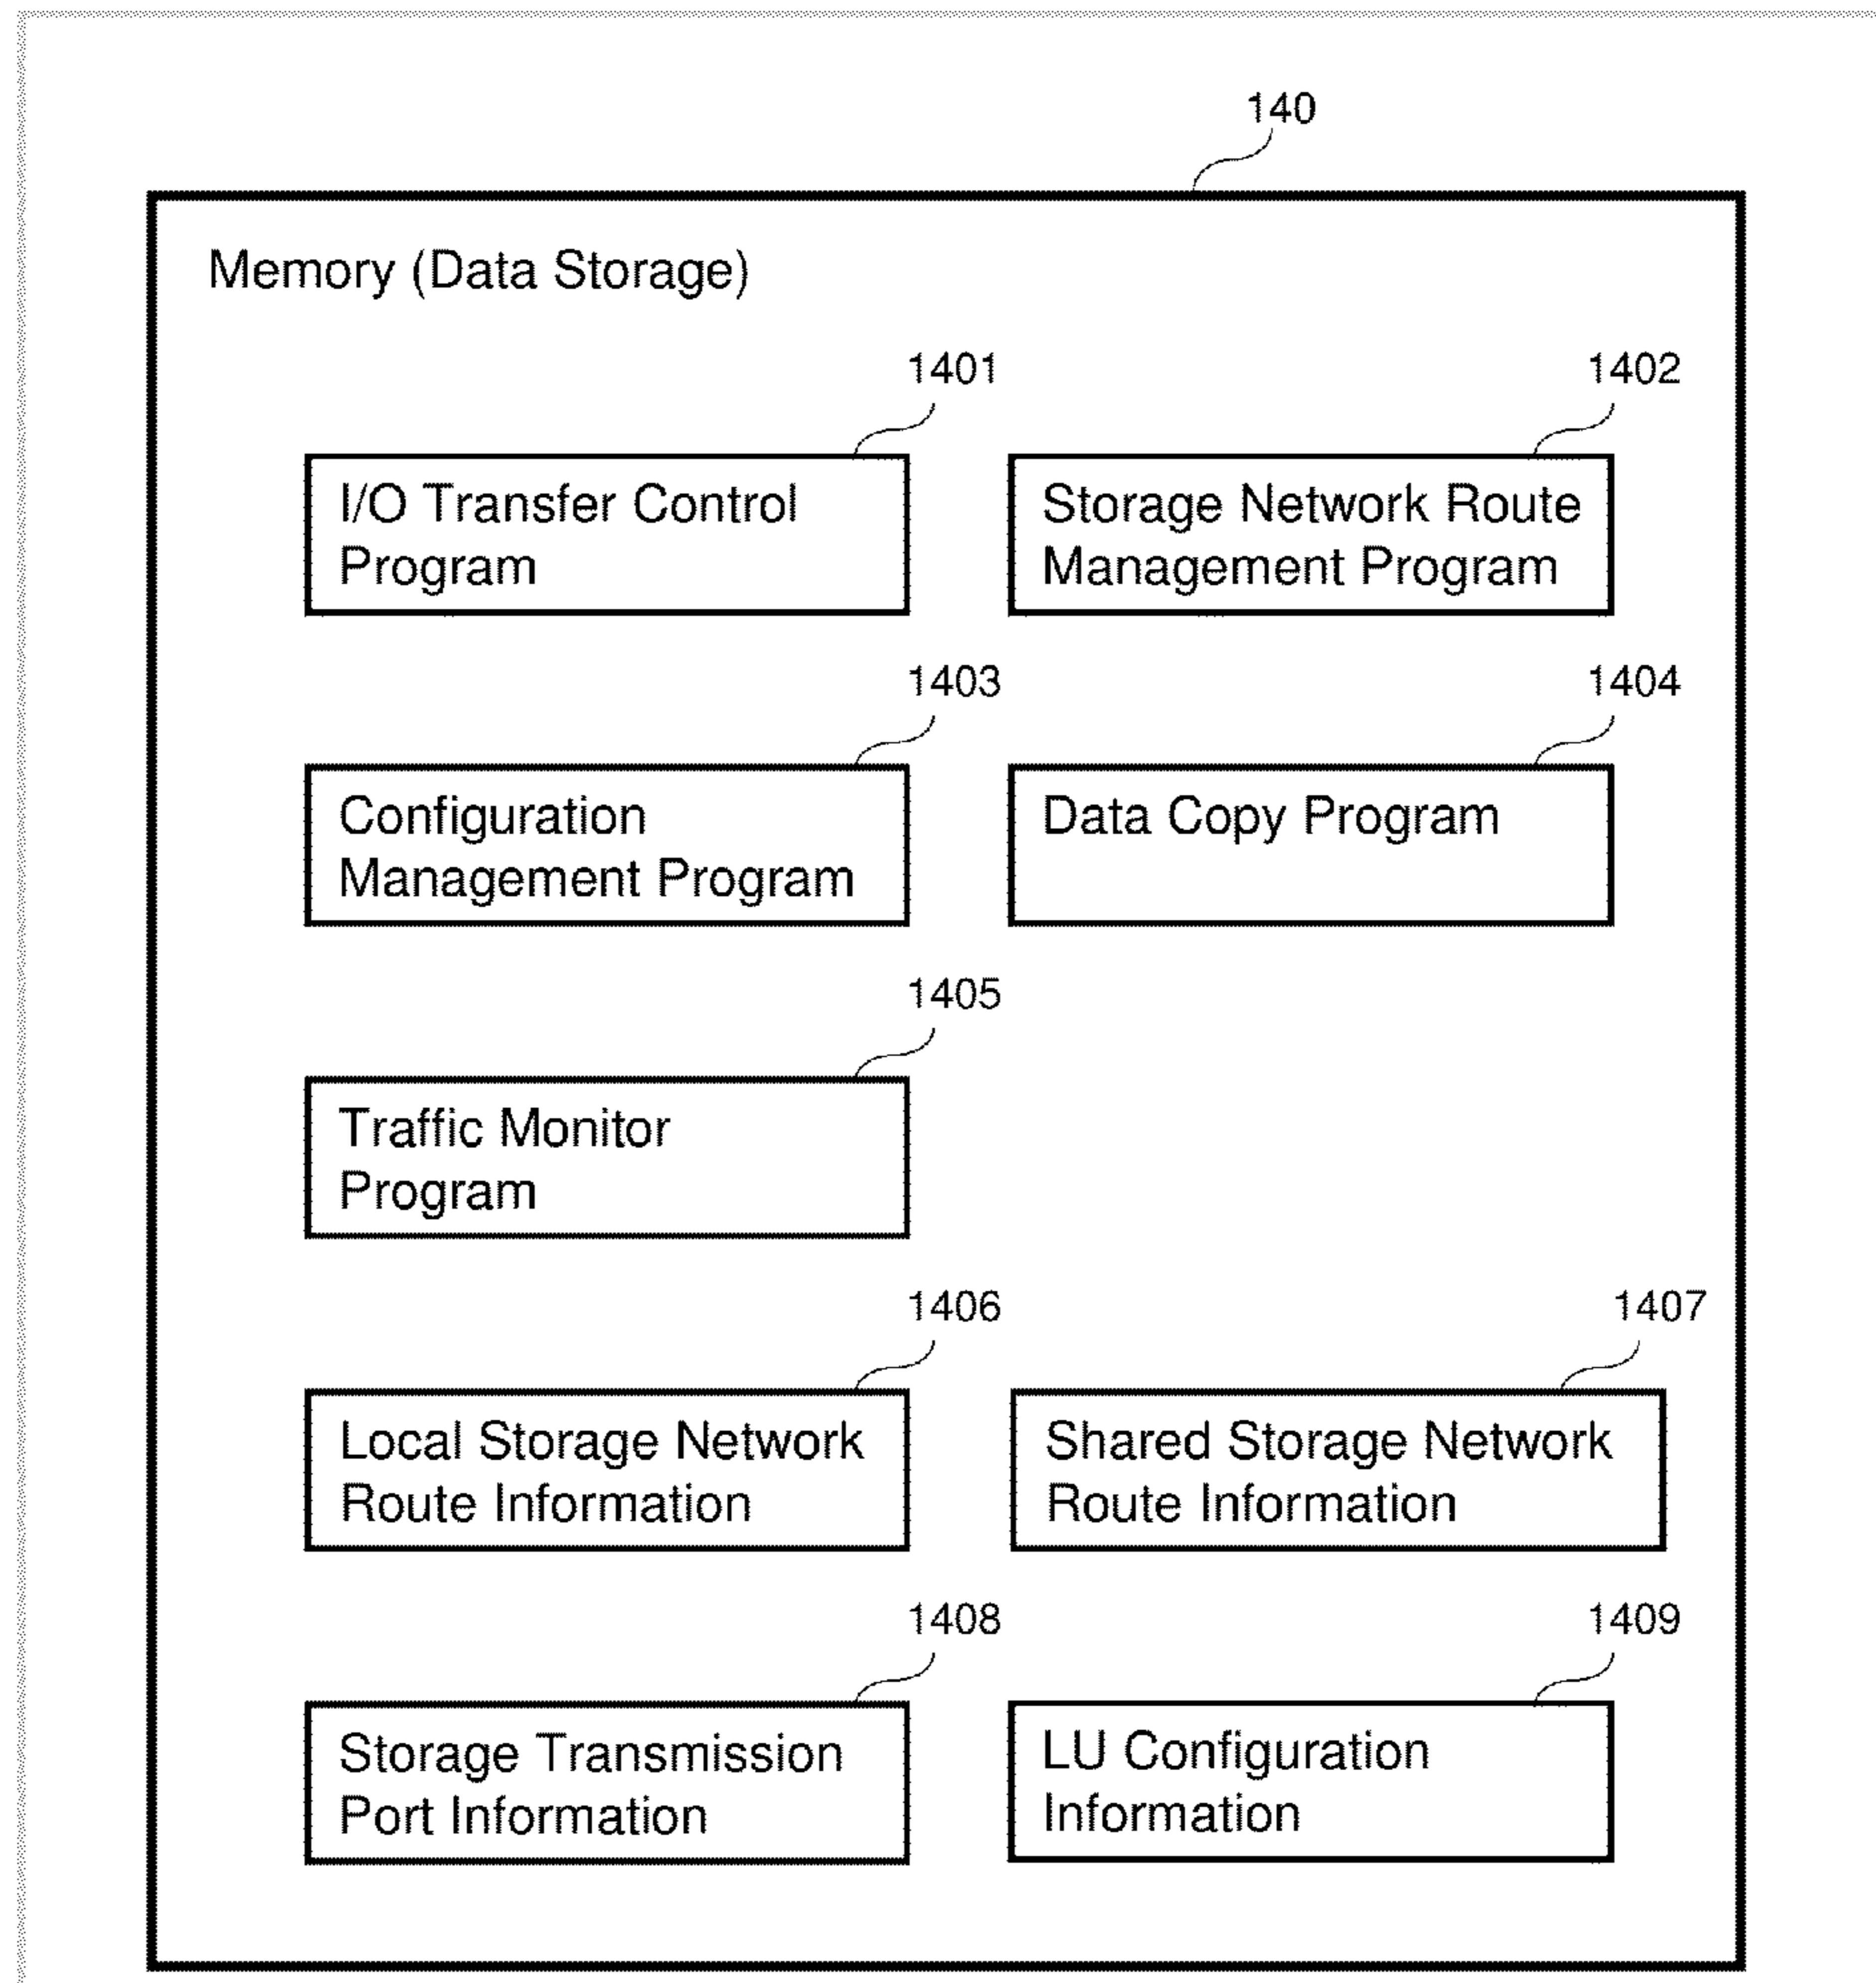 140
Memory (Data Storage)
1401
1402
I/O Transfer Control
Program
Storage Network Route
Management Program
1403
1404
Configuration
Management Program
Data Copy Program
1405
Traffic Monitor
Program
1406
1407
Local Storage Network
Route Information
Shared Storage Network
Route Information
1408
1409
Storage Transmission
Port Information
LU Configuration
Information